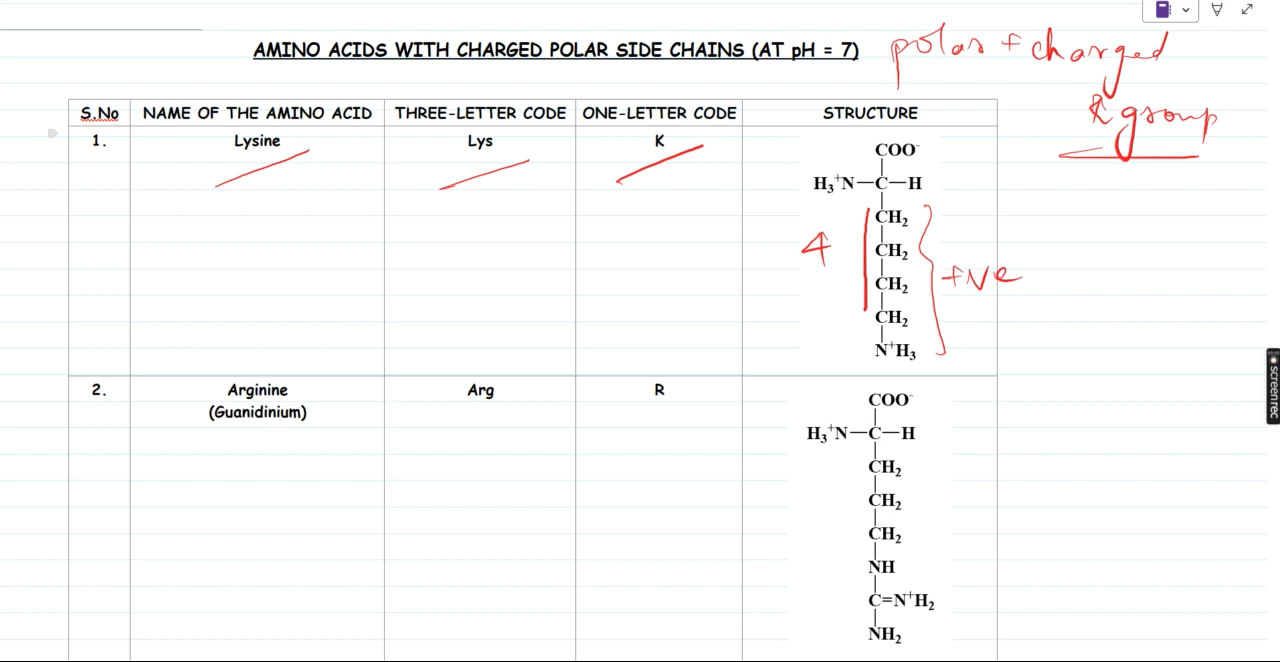 AMINO ACIDS WITH CHARGED POLAR SIDE CHAINS (AT pH = 7)
polar + charged
R group
S.No NAME OF THE AMINO ACID THREE-LETTER CODE ONE-LETTER CODE STRUCTURE
1. Lysine Lys K
COO⁻
H₃⁺N—C—H
CH₂
4 CH₂
CH₂ +ve
CH₂
N⁺H₃
2. Arginine Arg R
(Guanidinium)
COO⁻
H₃⁺N—C—H
CH₂
CH₂
CH₂
NH
C=N⁺H₂
NH₂
screenrec